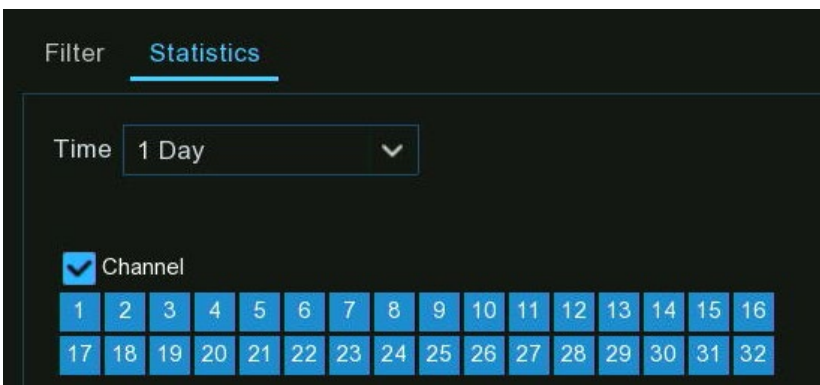 Filter Statistics
Time 1 Day
Channel
1 2 3 4 5 6 7 8 9 10 11 12 13 14 15 16
17 18 19 20 21 22 23 24 25 26 27 28 29 30 31 32